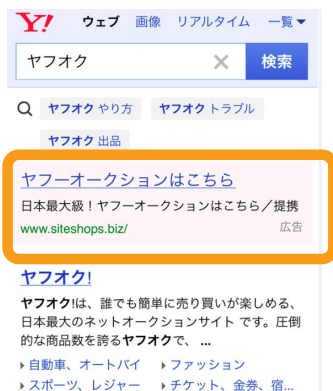 Y! ウェブ 画像 リアルタイム 一覧▼
ヤフオク × 検索
ヤフオク やり方 ヤフオク トラブル
ヤフオク 出品
ヤフーオークションはこちら
日本最大級！ヤフーオークションはこちら／提携
www.siteshops.biz/ 広告
ヤフオク!
ヤフオク!は、誰でも簡単に売り買いが楽しめる、
日本最大のネットオークションサイト です。圧倒
的な商品数を誇るヤフオクで、 ...
▸自動車、オートバイ ▸ファッション
▸スポーツ、レジャー ▸チケット、金券、宿...